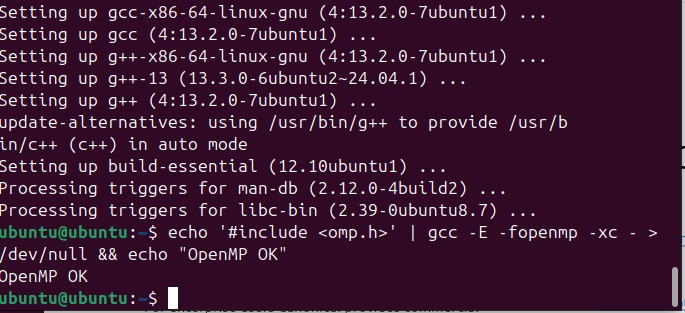 Setting up gcc-x86-64-linux-gnu (4:13.2.0-7ubuntu1) ...
Setting up gcc (4:13.2.0-7ubuntu1) ...
Setting up g++-x86-64-linux-gnu (4:13.2.0-7ubuntu1) ...
Setting up g++-13 (13.3.0-6ubuntu2~24.04.1) ...
Setting up g++ (4:13.2.0-7ubuntu1) ...
update-alternatives: using /usr/bin/g++ to provide /usr/b
in/c++ (c++) in auto mode
Setting up build-essential (12.10ubuntu1) ...
Processing triggers for man-db (2.12.0-4build2) ...
Processing triggers for libc-bin (2.39-0ubuntu8.7) ...
ubuntu@ubuntu:~$ echo '#include <omp.h>' | gcc -E -fopenmp -xc - >
/dev/null && echo "OpenMP OK"
OpenMP OK
ubuntu@ubuntu:~$